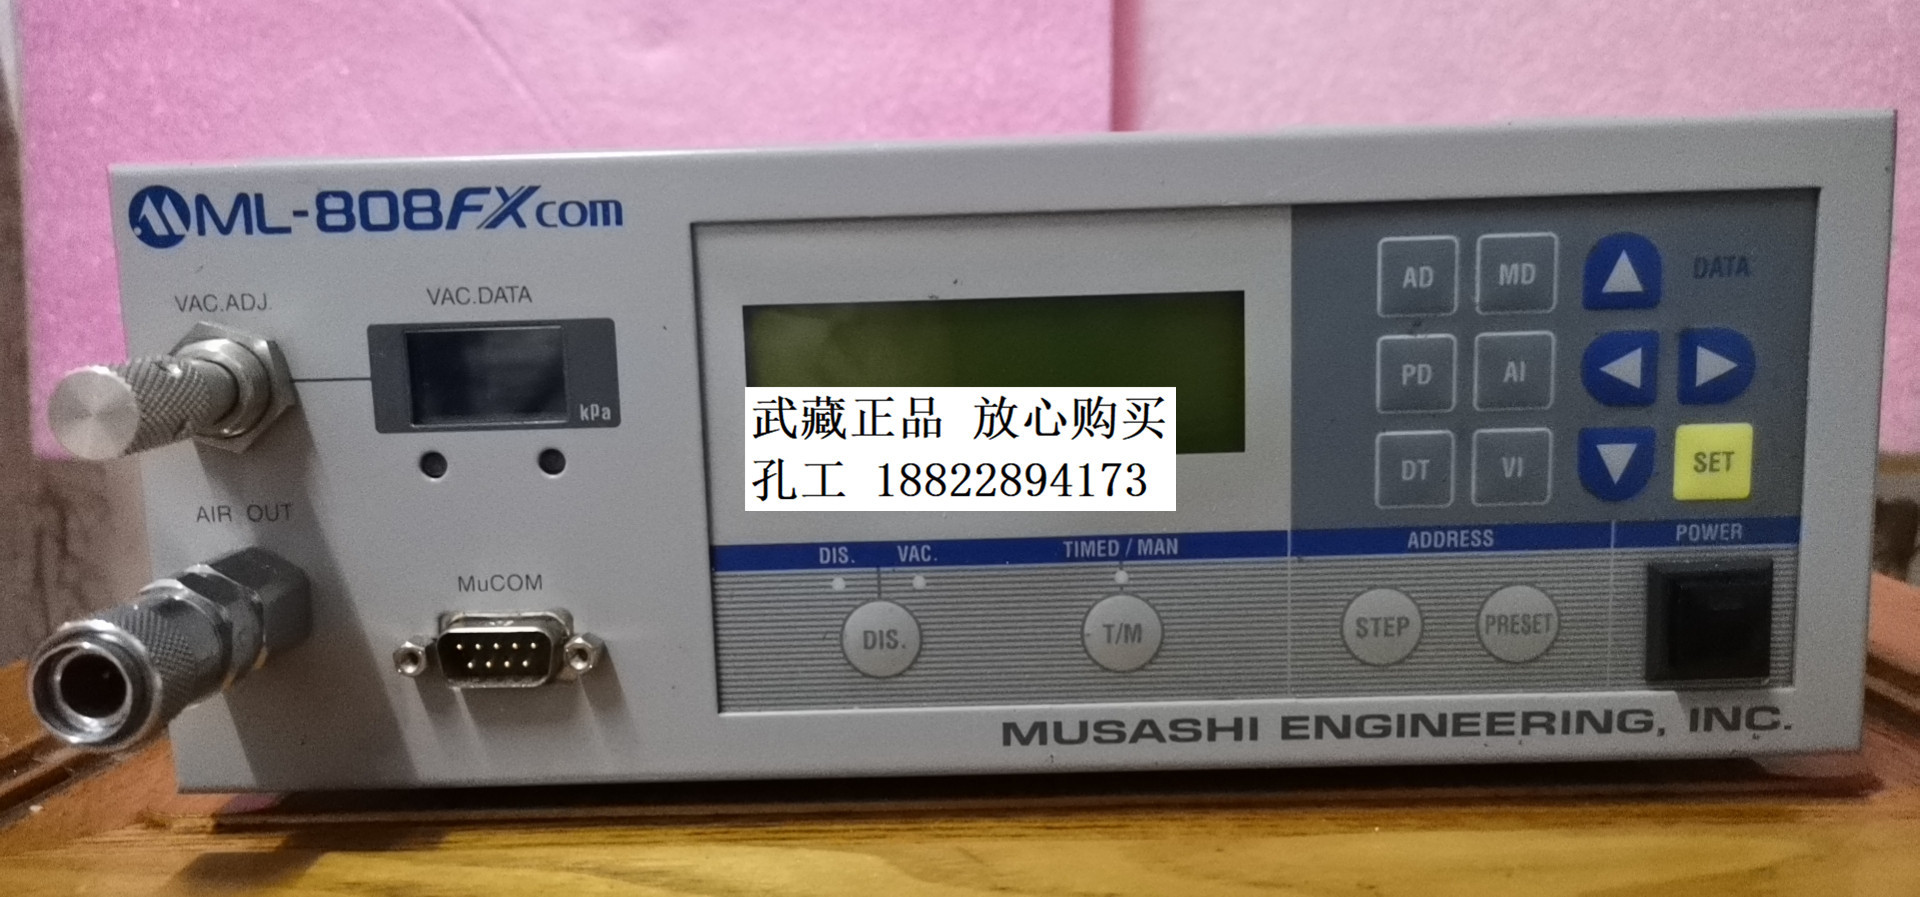 ML-808FXcom
VAC.ADJ.
VAC.DATA
kPa
AIR OUT
MuCOM
武藏正品 放心购买
孔工 18822894173
AD
MD
DATA
PD
AI
DT
VI
SET
DIS.
VAC.
TIMED / MAN
ADDRESS
POWER
DIS.
T/M
STEP
PRESET
MUSASHI ENGINEERING, INC.